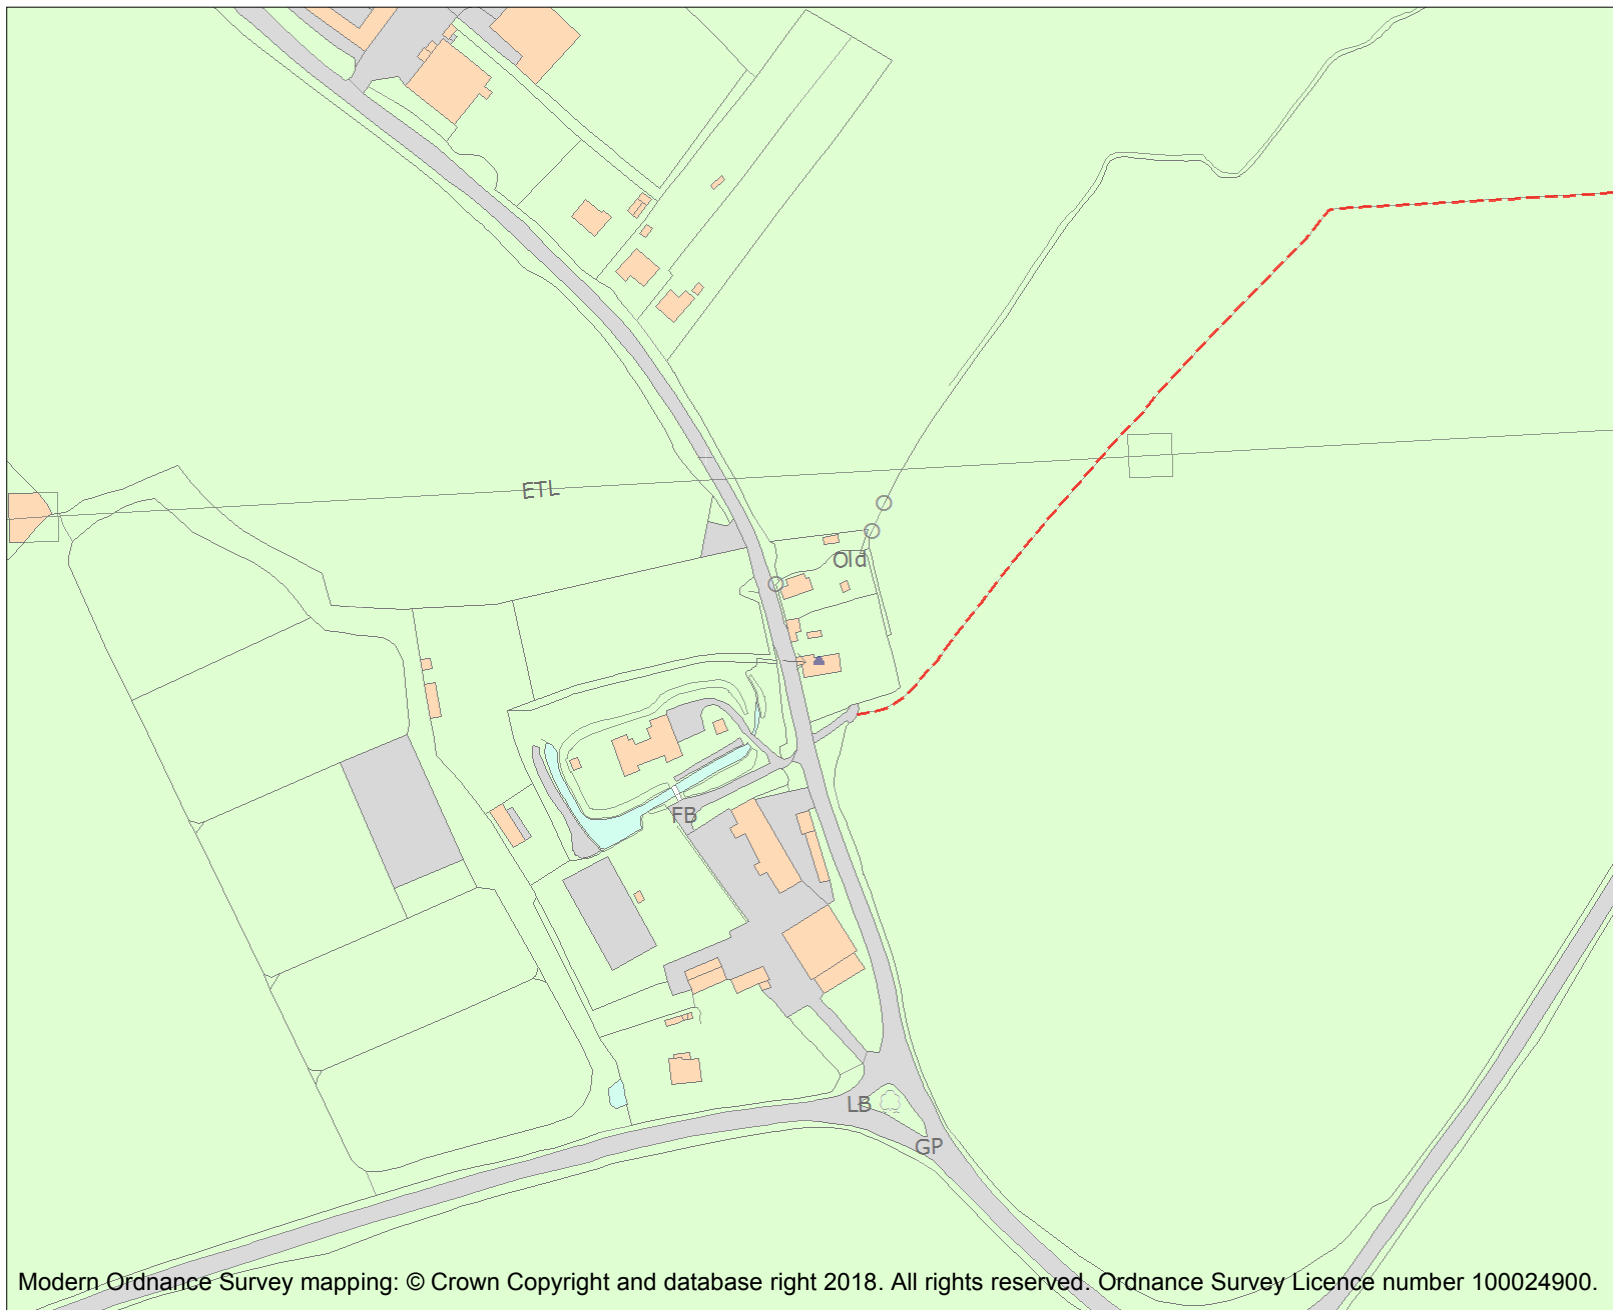 ETL
Old
FB
LB
GP
Modern Ordnance Survey mapping: © Crown Copyright and database right 2018. All rights reserved. Ordnance Survey Licence number 100024900.